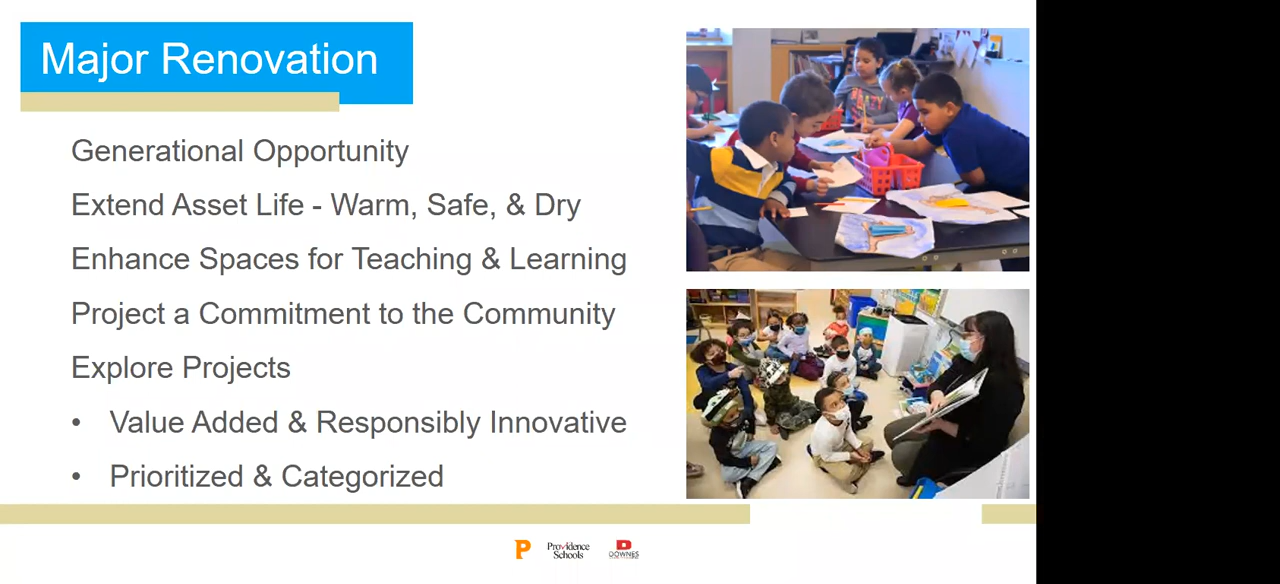 Major Renovation
Generational Opportunity
Extend Asset Life - Warm, Safe, & Dry
Enhance Spaces for Teaching & Learning
Project a Commitment to the Community
Explore Projects
• Value Added & Responsibly Innovative
• Prioritized & Categorized
P
Providence
Schools
D
DOWNES